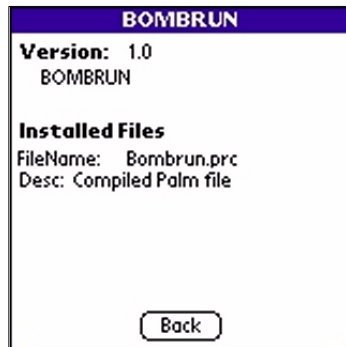 BOMBRUN
Version: 1.0
BOMBRUN
Installed Files
FileName: Bombrun.prc
Desc: Compiled Palm file
Back